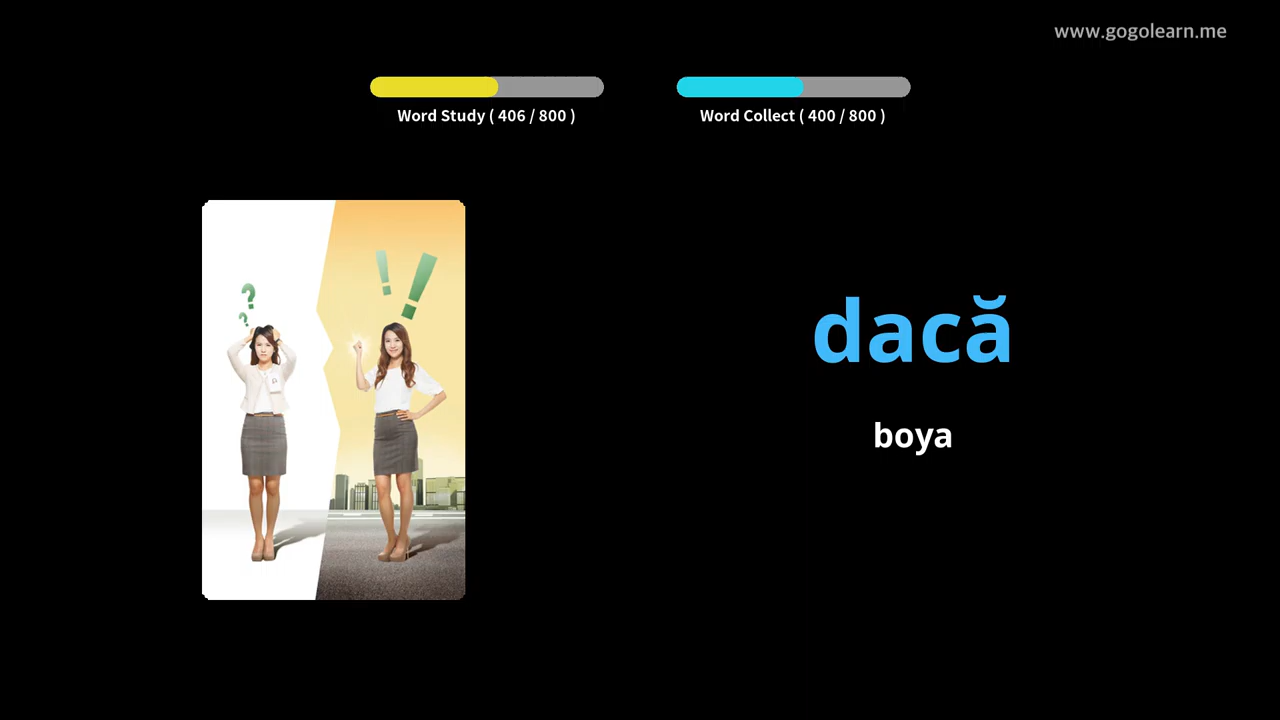 www.gogolearn.me
Word Study ( 406 / 800 )
Word Collect ( 400 / 800 )
? ?
! !
dacă
boya